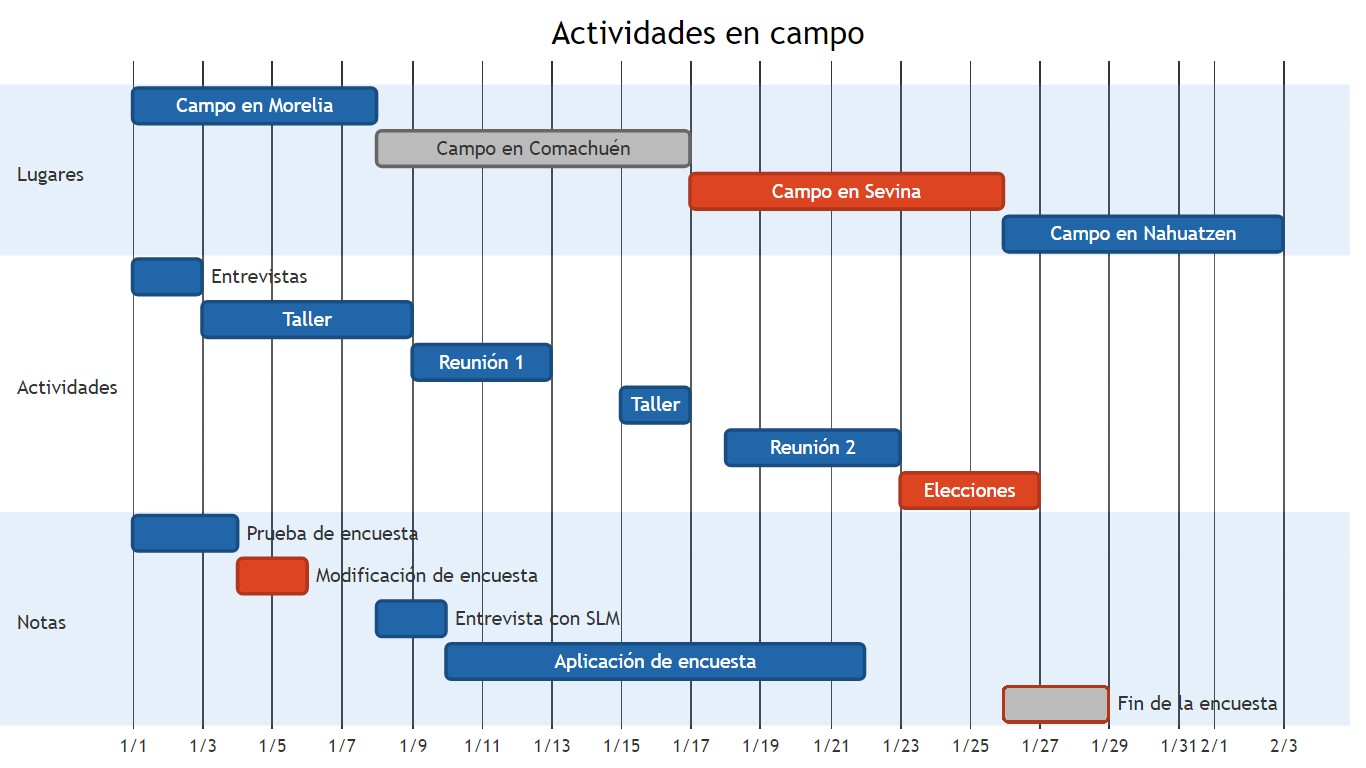 Actividades en campo
Campo en Morelia
Campo en Comachuén
Lugares
Campo en Sevina
Campo en Nahuatzen
Entrevistas
Taller
Reunión 1
Actividades
Taller
Reunión 2
Elecciones
Prueba de encuesta
Modificación de encuesta
Notas
Entrevista con SLM
Aplicación de encuesta
Fin de la encuesta
1/1 1/3 1/5 1/7 1/9 1/11 1/13 1/15 1/17 1/19 1/21 1/23 1/25 1/27 1/29 1/31 2/1 2/3